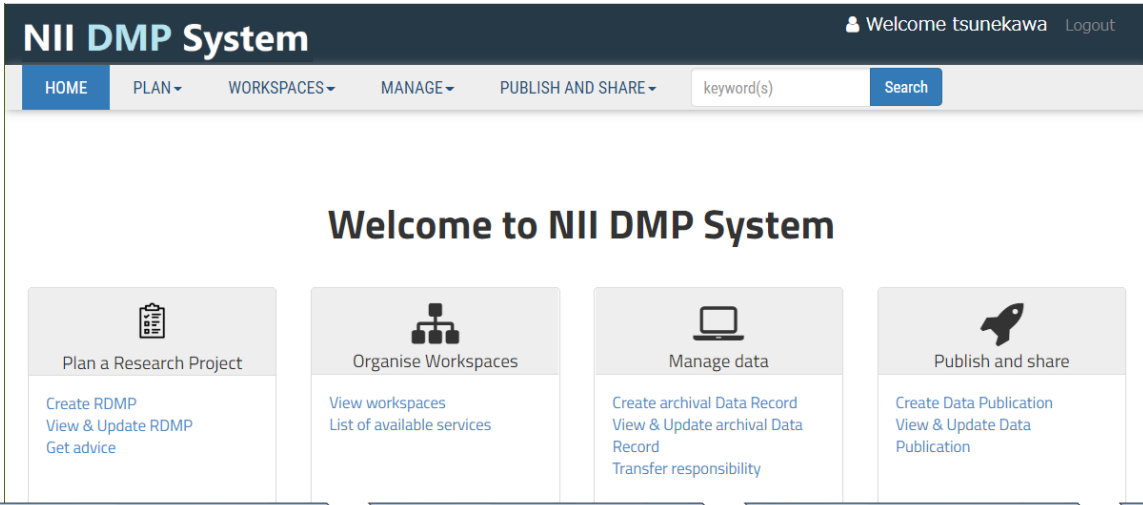 NII DMP System
Welcome tsunekawa Logout
HOME PLAN WORKSPACES MANAGE PUBLISH AND SHARE keyword(s) Search
Welcome to NII DMP System
Plan a Research Project
Create RDMP
View & Update RDMP
Get advice
Organise Workspaces
View workspaces
List of available services
Manage data
Create archival Data Record
View & Update archival Data
Record
Transfer responsibility
Publish and share
Create Data Publication
View & Update Data
Publication